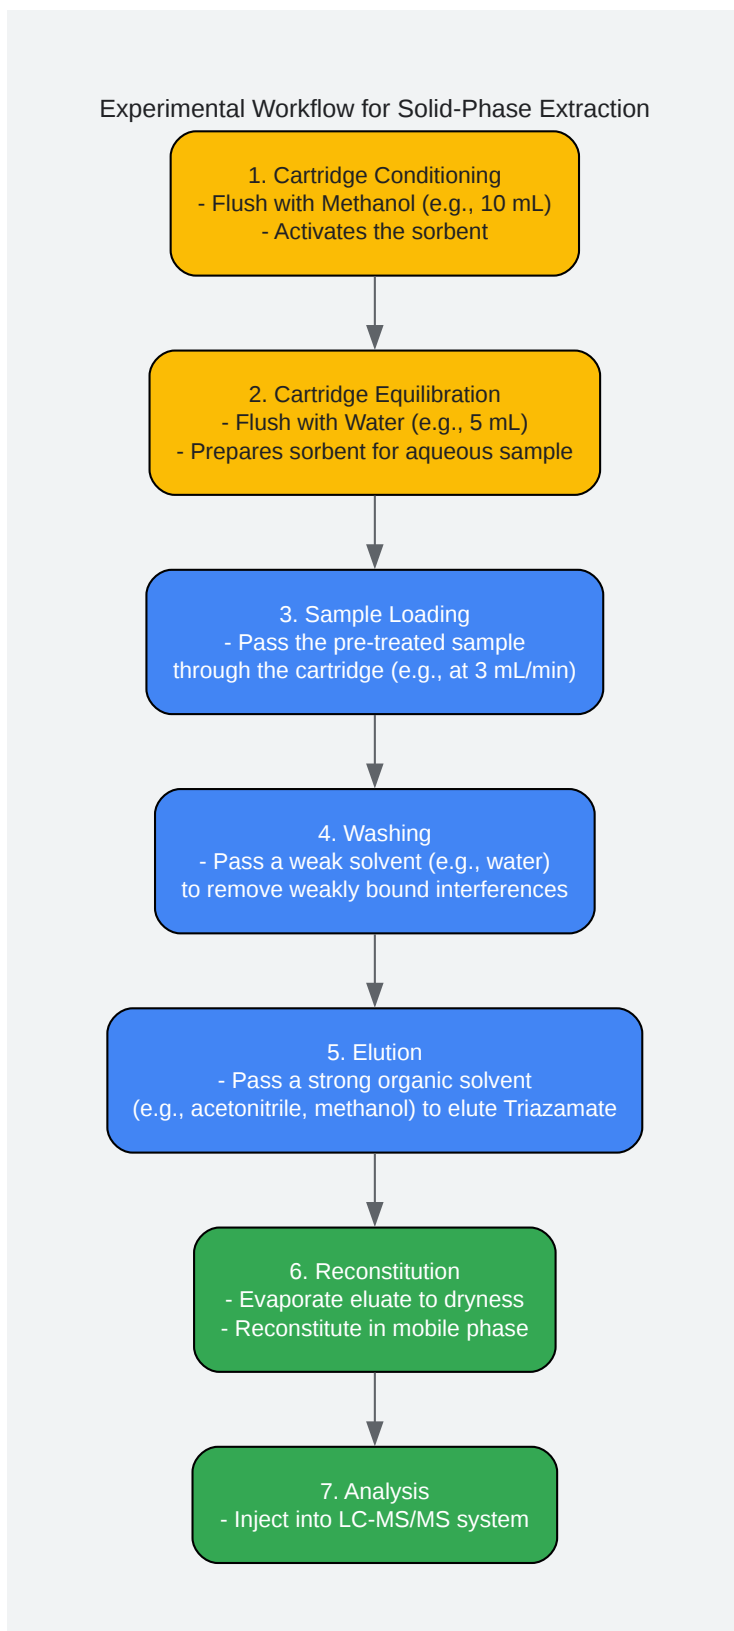 Experimental Workflow for Solid-Phase Extraction
1. Cartridge Conditioning
- Flush with Methanol (e.g., 10 mL)
- Activates the sorbent
2. Cartridge Equilibration
- Flush with Water (e.g., 5 mL)
- Prepares sorbent for aqueous sample
3. Sample Loading
- Pass the pre-treated sample
through the cartridge (e.g., at 3 mL/min)
4. Washing
- Pass a weak solvent (e.g., water)
to remove weakly bound interferences
5. Elution
- Pass a strong organic solvent
(e.g., acetonitrile, methanol) to elute Triazamate
6. Reconstitution
- Evaporate eluate to dryness
- Reconstitute in mobile phase
7. Analysis
- Inject into LC-MS/MS system